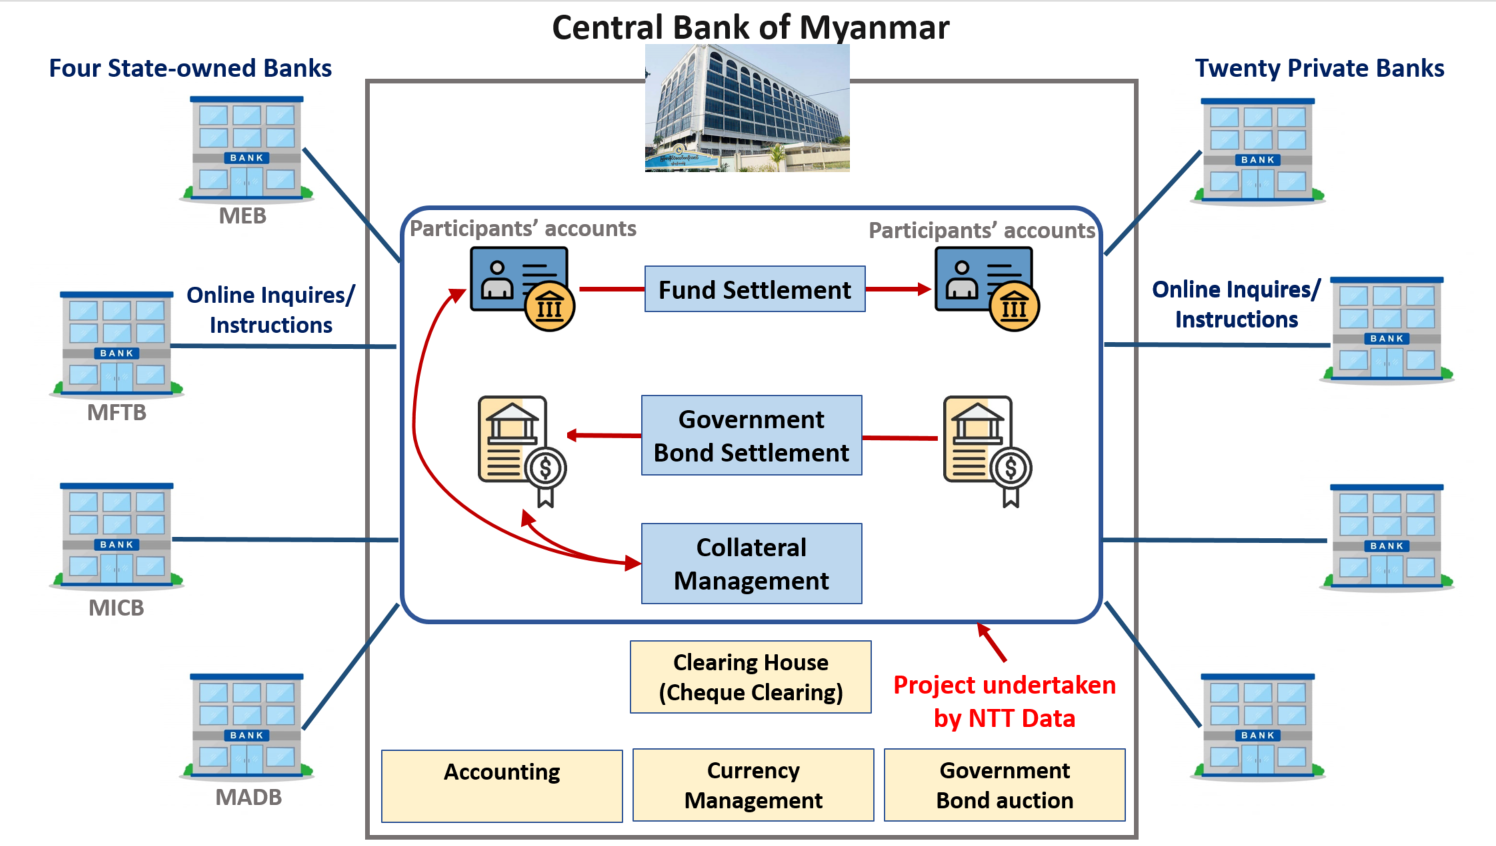 Central Bank of Myanmar
Four State-owned Banks
Twenty Private Banks
BANK
MEB
BANK
Participants’ accounts
Participants’ accounts
Fund Settlement
Online Inquires/
Instructions
Online Inquires/
Instructions
BANK
MFTB
BANK
Government
Bond Settlement
$
$
BANK
MICB
BANK
Collateral
Management
Clearing House
(Cheque Clearing)
Project undertaken
by NTT Data
BANK
MADB
BANK
Accounting
Currency
Management
Government
Bond auction